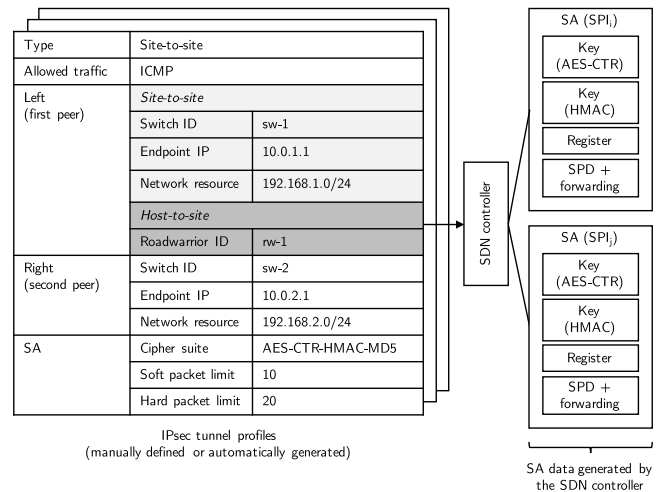 Type Site-to-site
Allowed traffic ICMP
Left
(first peer)
Site-to-site
Switch ID sw-1
Endpoint IP 10.0.1.1
Network resource 192.168.1.0/24
Host-to-site
Roadwarrior ID rw-1
Right
(second peer)
Switch ID sw-2
Endpoint IP 10.0.2.1
Network resource 192.168.2.0/24
SA Cipher suite AES-CTR-HMAC-MD5
Soft packet limit 10
Hard packet limit 20
IPsec tunnel profiles
(manually defined or automatically generated)
SDN controller
SA (SPIi)
Key
(AES-CTR)
Key
(HMAC)
Register
SPD +
forwarding
SA (SPIj)
Key
(AES-CTR)
Key
(HMAC)
Register
SPD +
forwarding
SA data generated by
the SDN controller